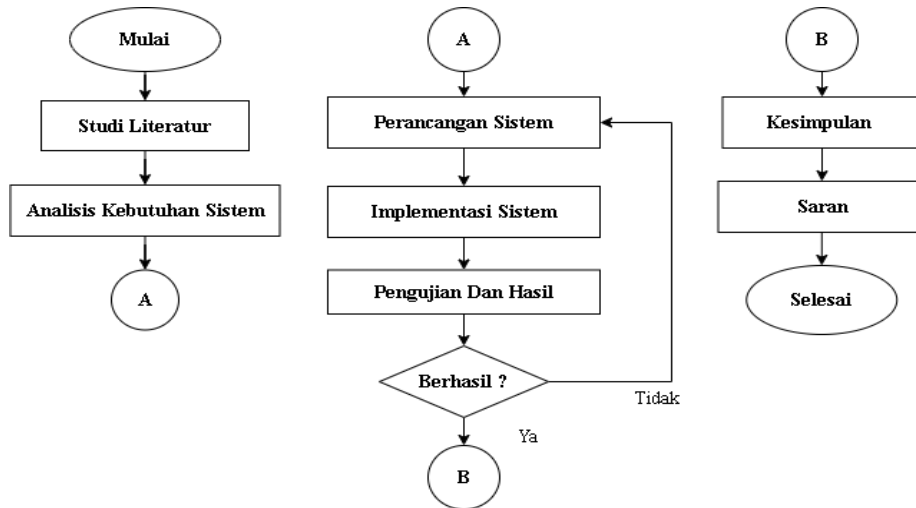 Mulai
Studi Literatur
Analisis Kebutuhan Sistem
A
A
Perancangan Sistem
Implementasi Sistem
Pengujian Dan Hasil
Berhasil ?
Tidak
Ya
B
B
Kesimpulan
Saran
Selesai